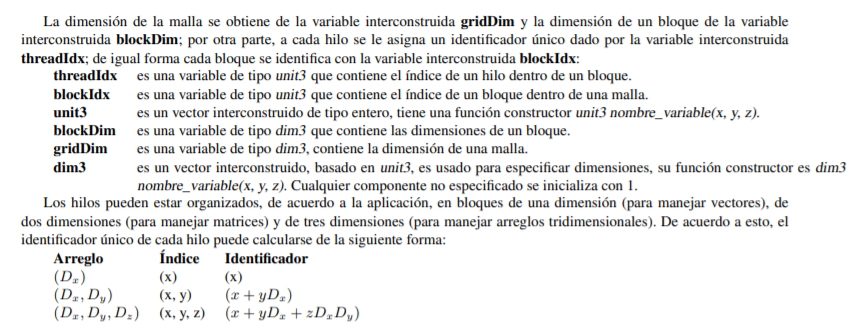 La dimensión de la malla se obtiene de la variable interconstruida gridDim y la dimensión de un bloque de la variable
interconstruida blockDim; por otra parte, a cada hilo se le asigna un identificador único dado por la variable interconstruida
threadIdx; de igual forma cada bloque se identifica con la variable interconstruida blockIdx:
threadIdx es una variable de tipo unit3 que contiene el índice de un hilo dentro de un bloque.
blockIdx es una variable de tipo unit3 que contiene el índice de un bloque dentro de una malla.
unit3 es un vector interconstruido de tipo entero, tiene una función constructor unit3 nombre_variable(x, y, z).
blockDim es una variable de tipo dim3 que contiene las dimensiones de un bloque.
gridDim es una variable de tipo dim3, contiene la dimensión de una malla.
dim3 es un vector interconstruido, basado en unit3, es usado para especificar dimensiones, su función constructor es dim3
nombre_variable(x, y, z). Cualquier componente no especificado se inicializa con 1.
Los hilos pueden estar organizados, de acuerdo a la aplicación, en bloques de una dimensión (para manejar vectores), de
dos dimensiones (para manejar matrices) y de tres dimensiones (para manejar arreglos tridimensionales). De acuerdo a esto, el
identificador único de cada hilo puede calcularse de la siguiente forma:
Arreglo Índice Identificador
(Dₓ) (x) (x)
(Dₓ, D_y) (x, y) (x + yDₓ)
(Dₓ, D_y, D_z) (x, y, z) (x + yDₓ + zDₓD_y)